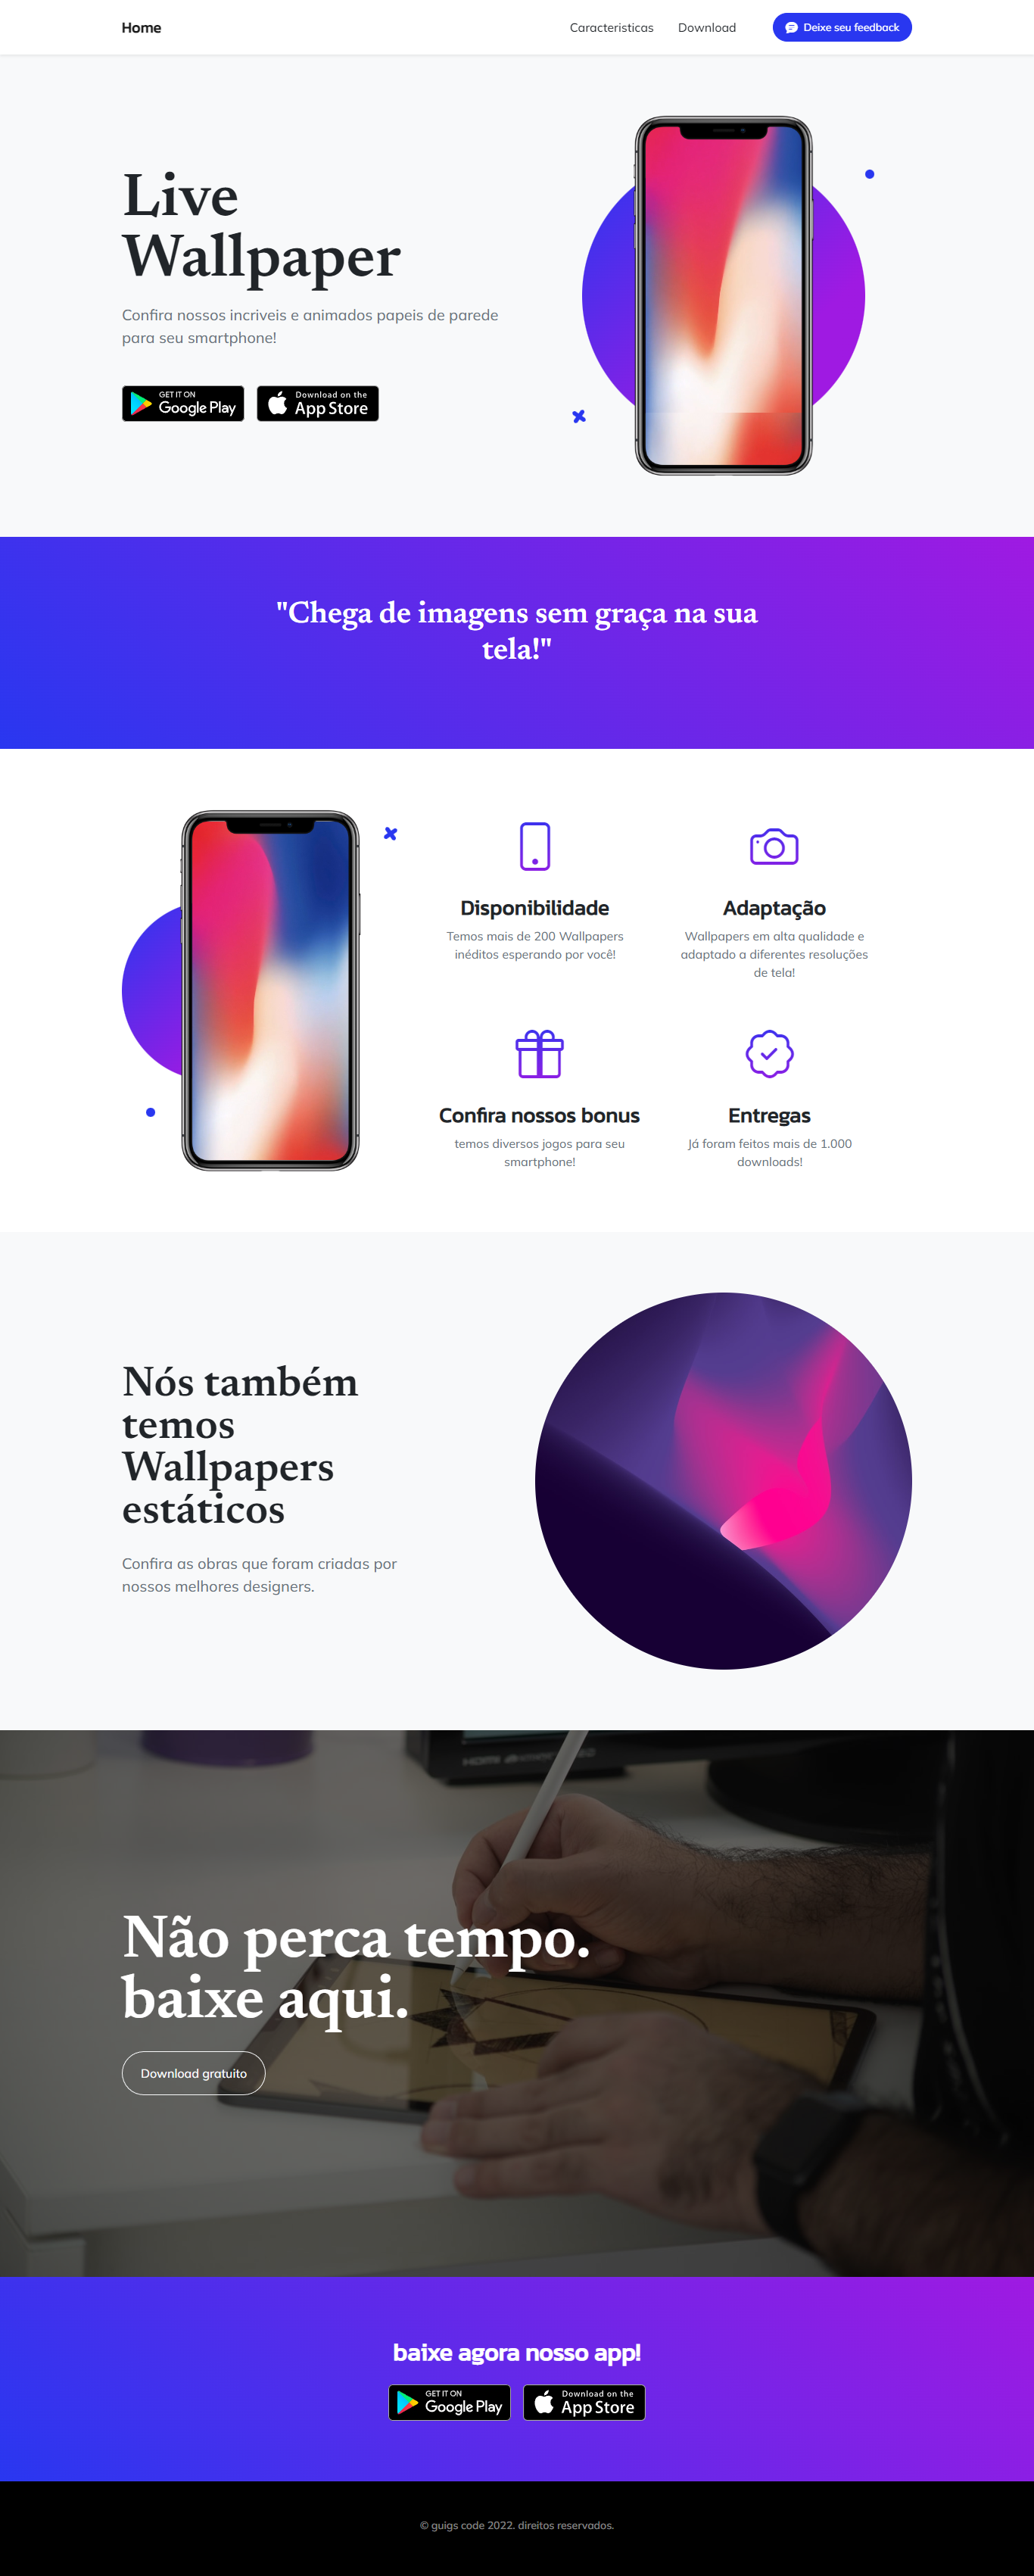 Home
Caracteristicas
Download
Deixe seu feedback
Live
Wallpaper
Confira nossos incriveis e animados papeis de parede
para seu smartphone!
GET IT ON
Google Play
Download on the
App Store
"Chega de imagens sem graça na sua
tela!"
Disponibilidade
Temos mais de 200 Wallpapers
inéditos esperando por você!
Adaptação
Wallpapers em alta qualidade e
adaptado a diferentes resoluções
de tela!
Confira nossos bonus
temos diversos jogos para seu
smartphone!
Entregas
Já foram feitos mais de 1.000
downloads!
Nós também
temos
Wallpapers
estáticos
Confira as obras que foram criadas por
nossos melhores designers.
HDMI
Não perca tempo.
baixe aqui.
Download gratuito
baixe agora nosso app!
GET IT ON
Google Play
Download on the
App Store
© guigs code 2022. direitos reservados.